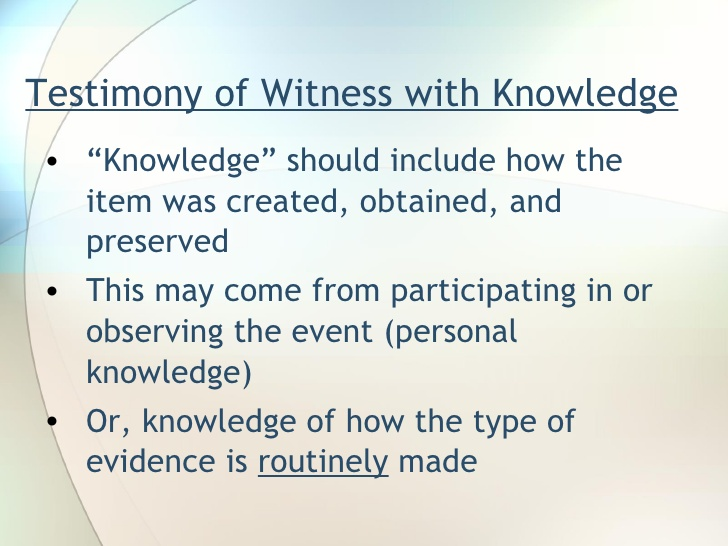 Testimony of Witness with Knowledge
• “Knowledge” should include how the
item was created, obtained, and
preserved
• This may come from participating in or
observing the event (personal
knowledge)
• Or, knowledge of how the type of
evidence is routinely made